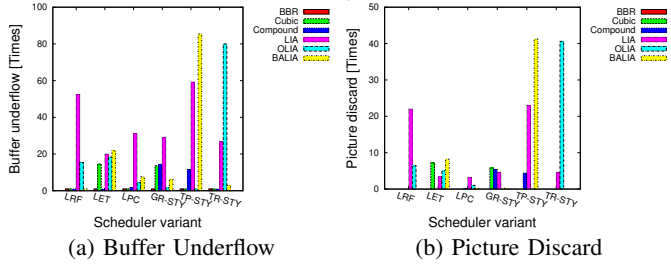 100
80
60
40
20
0
Buffer underflow [Times]
LRF
LET
LPC
GR-STY
TP-STY
TR-STY
Scheduler variant
BBR
Cubic
Compound
LIA
OLIA
BALIA
(a) Buffer Underflow
50
40
30
20
10
0
Picture discard [Times]
LRF
LET
LPC
GR-STY
TP-STY
TR-STY
Scheduler variant
BBR
Cubic
Compound
LIA
OLIA
BALIA
(b) Picture Discard